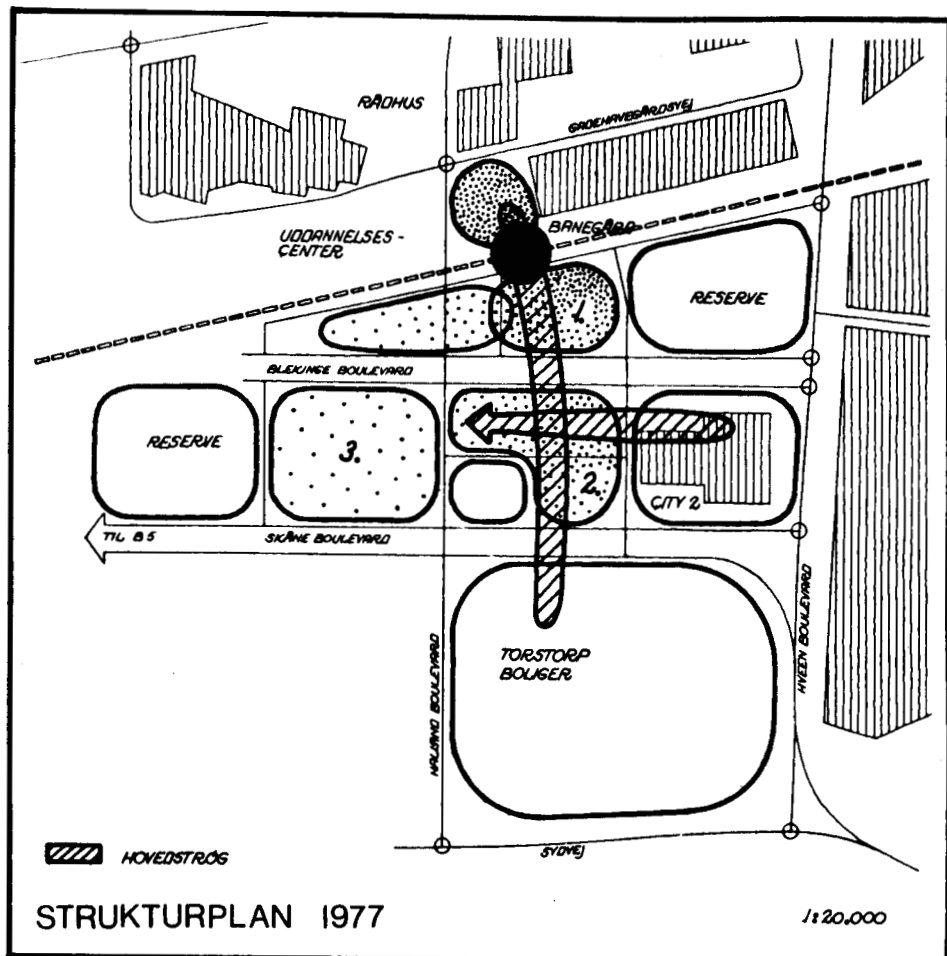 RÅDHUS
GADEHAVEGÅRDSVEJ
UDDANNELSES-
CENTER
BANEGÅRD
RESERVE
1.
BLEKINGE BOULEVARD
RESERVE
3.
2.
CITY 2
TIL B5
SKÅNE BOULEVARD
HALLAND BOULEVARD
HVEEN BOULEVARD
TORSTORP
BOLIGER
SYDVEJ
HOVEDSTRØG
STRUKTURPLAN 1977
1:20.000